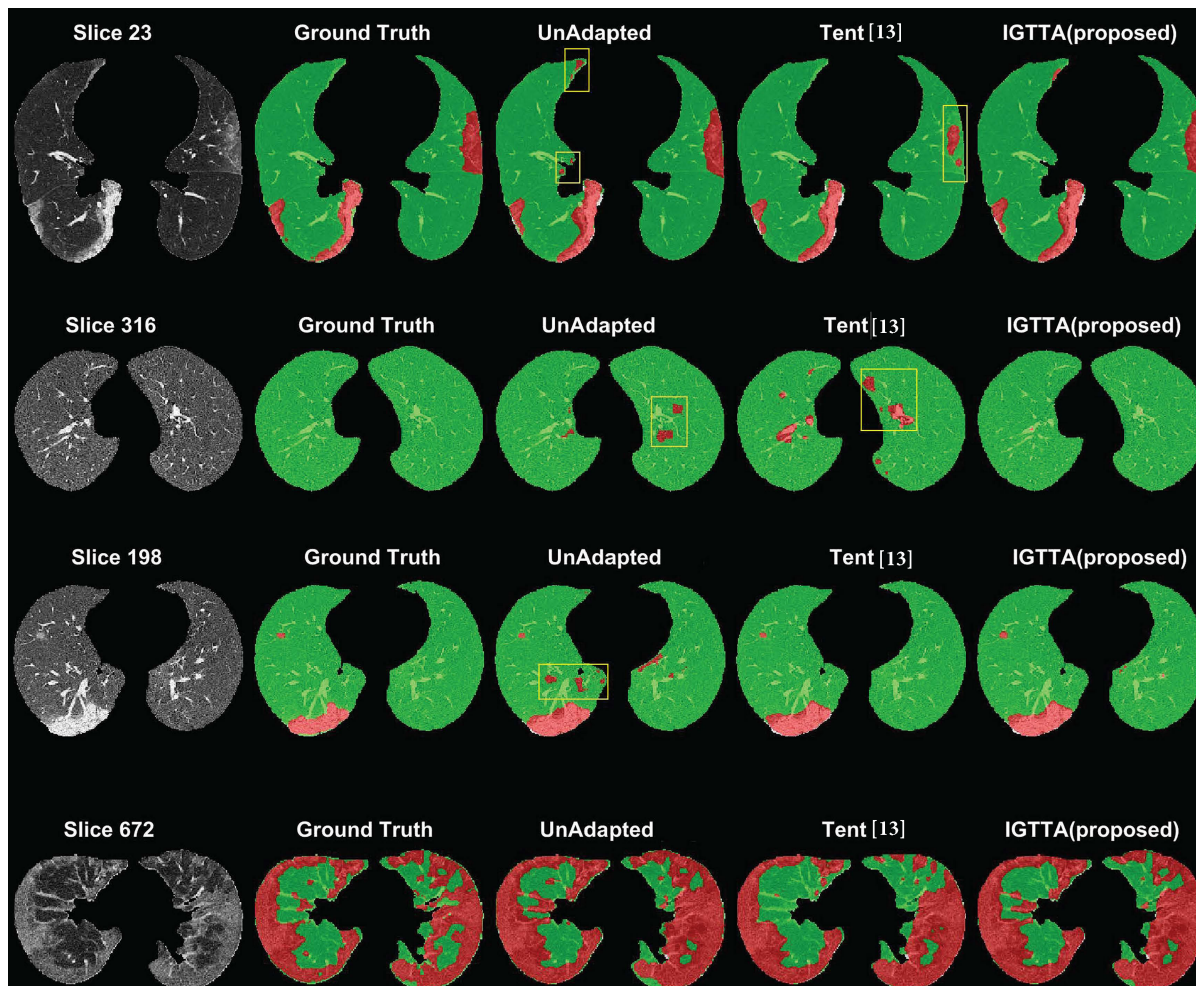 Slice 23 Ground Truth UnAdapted Tent [13] IGTTA(proposed)
Slice 316 Ground Truth UnAdapted Tent [13] IGTTA(proposed)
Slice 198 Ground Truth UnAdapted Tent [13] IGTTA(proposed)
Slice 672 Ground Truth UnAdapted Tent [13] IGTTA(proposed)